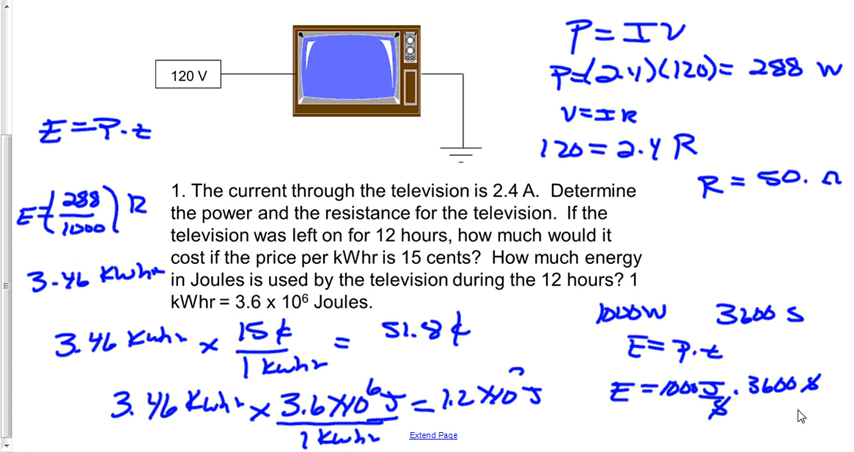 P = IV
P = (2.4)(120) = 288 W
V = IR
120 = 2.4 R
R = 50. Ω
120 V
E = P·t
E = (288/1000) 12
3.46 KWhr
1. The current through the television is 2.4 A. Determine
the power and the resistance for the television. If the
television was left on for 12 hours, how much would it
cost if the price per kWhr is 15 cents? How much energy
in Joules is used by the television during the 12 hours? 1
kWhr = 3.6 x 10⁶ Joules.
3.46 KWhr x 15¢/1 KWhr = 51.8¢
3.46 KWhr x 3.6x10⁶ J/1 KWhr = 1.2x10⁷ J
1000W 3600 s
E = P·t
E = 1000 J/s · 3600 s
Extend Page